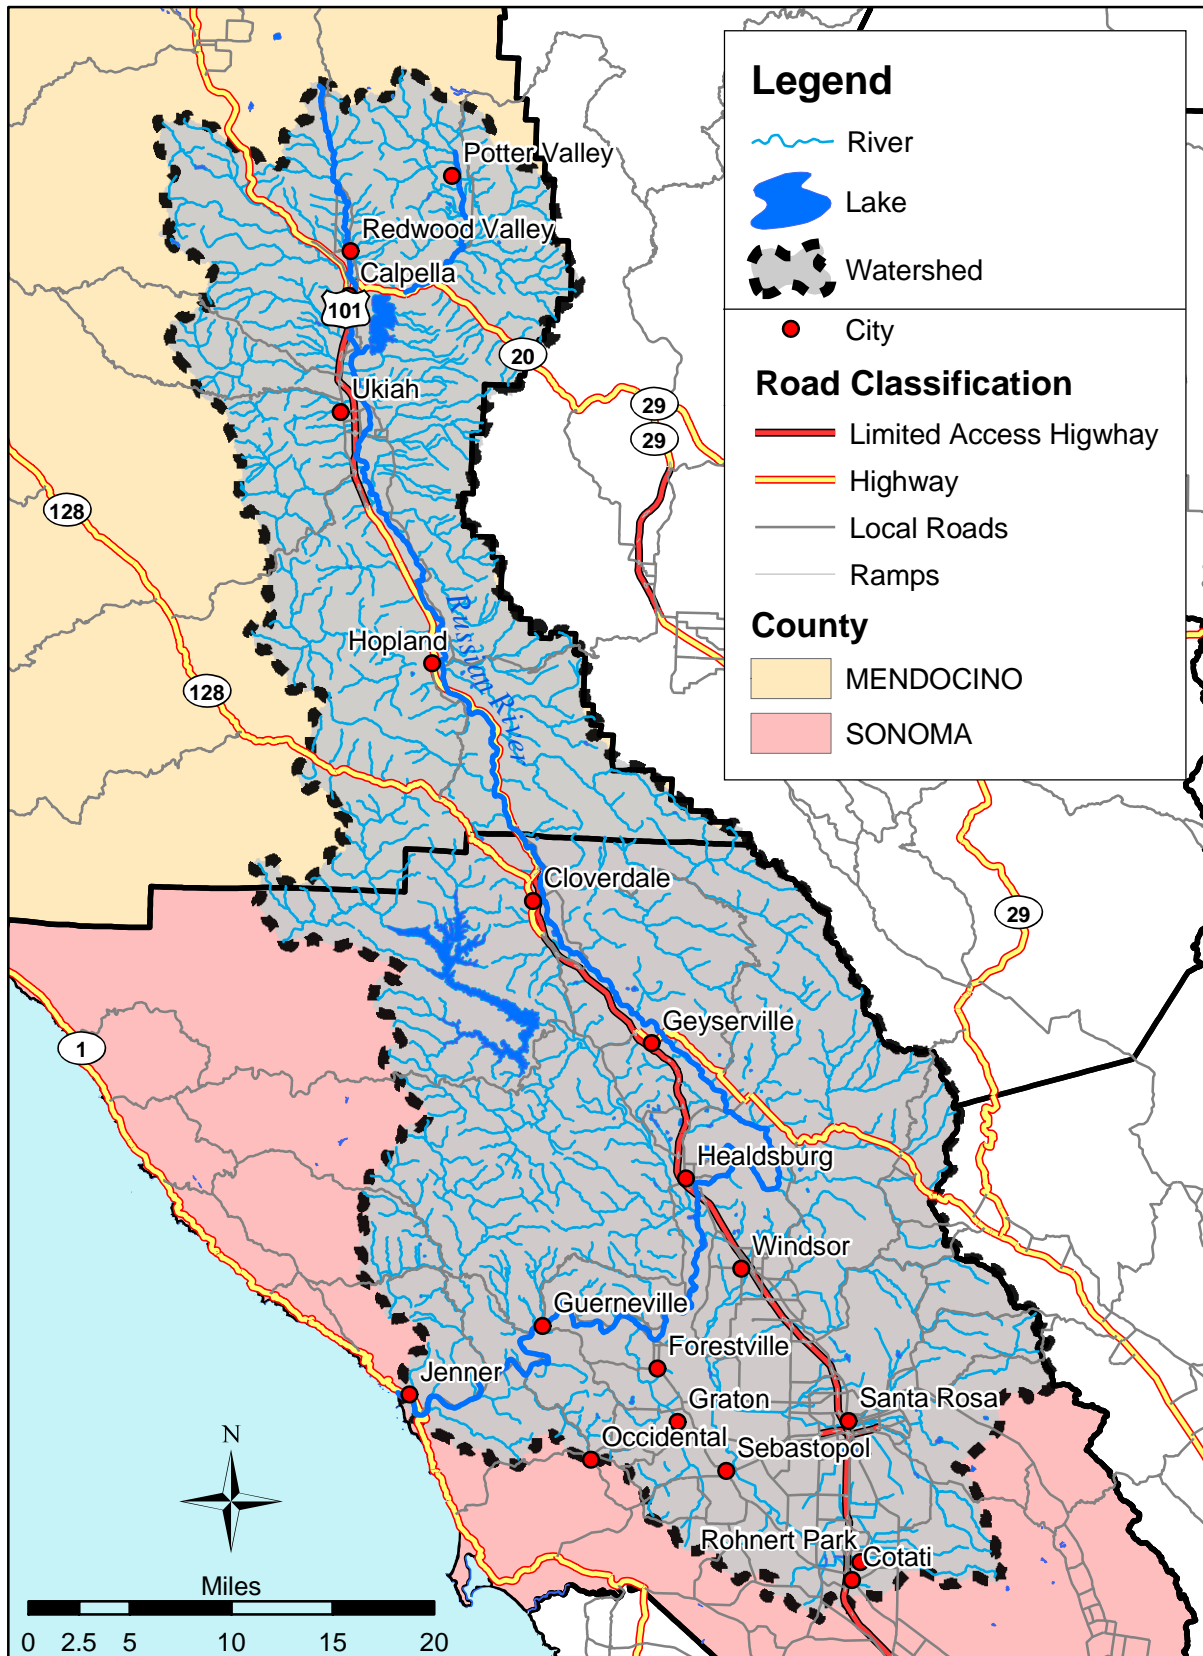 Legend
River
Lake
Watershed
City
Road Classification
Limited Access Higwhay
Highway
Local Roads
Ramps
County
MENDOCINO
SONOMA
Potter Valley
Redwood Valley
Calpella
101
20
Ukiah
29
29
128
Hopland
Russian River
128
Cloverdale
29
Geyserville
1
Healdsburg
Windsor
Guerneville
Forestville
Jenner
Graton
Santa Rosa
Occidental
Sebastopol
N
Rohnert Park
Cotati
Miles
0 2.5 5 10 15 20